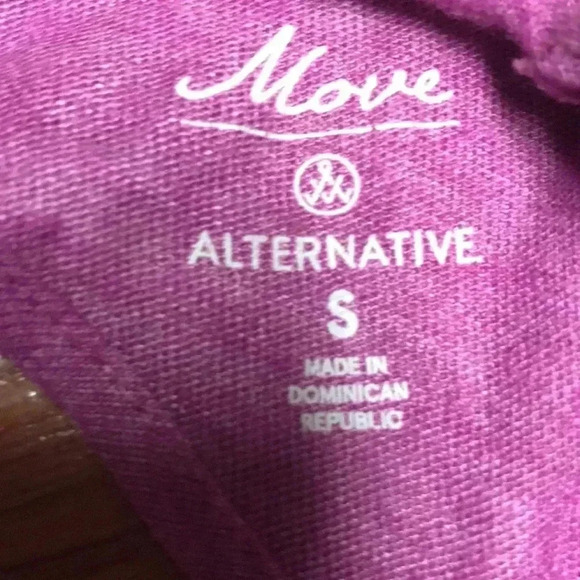 Move
ALTERNATIVE.
S
MADE IN
DOMINICAN
REPUBLIC